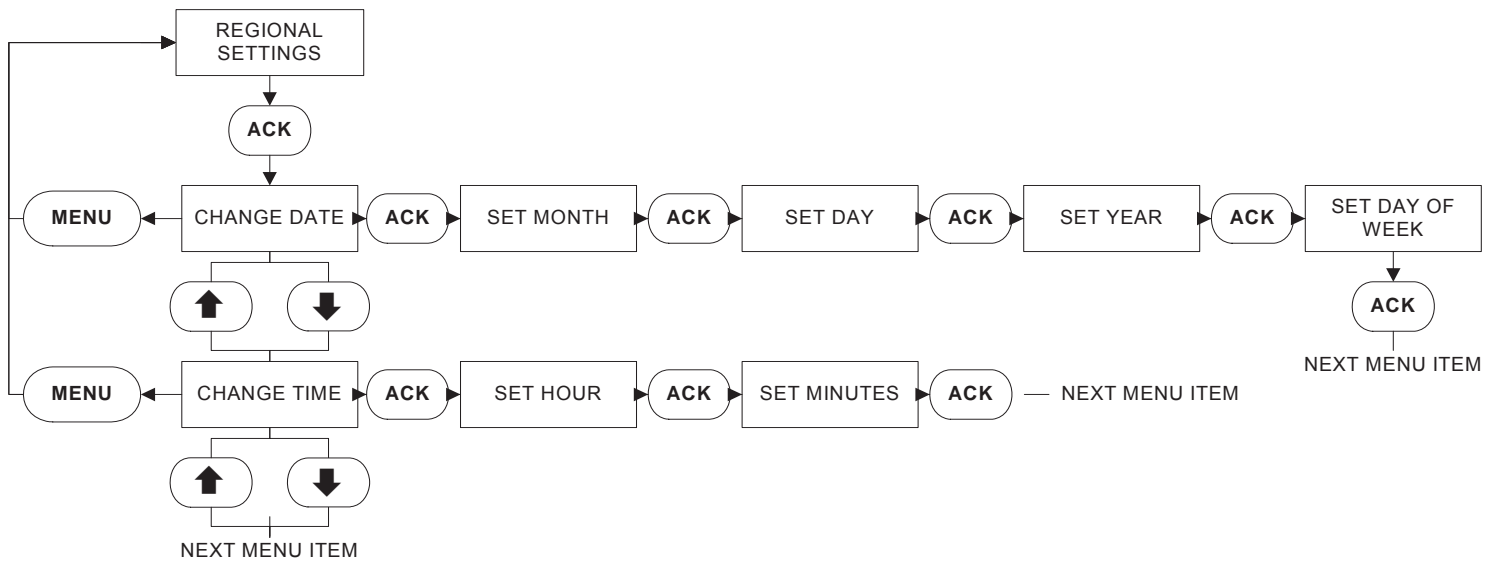 REGIONAL
SETTINGS
ACK
MENU
CHANGE DATE
ACK
SET MONTH
ACK
SET DAY
ACK
SET YEAR
ACK
SET DAY OF
WEEK
ACK
NEXT MENU ITEM
MENU
CHANGE TIME
ACK
SET HOUR
ACK
SET MINUTES
ACK
NEXT MENU ITEM
NEXT MENU ITEM